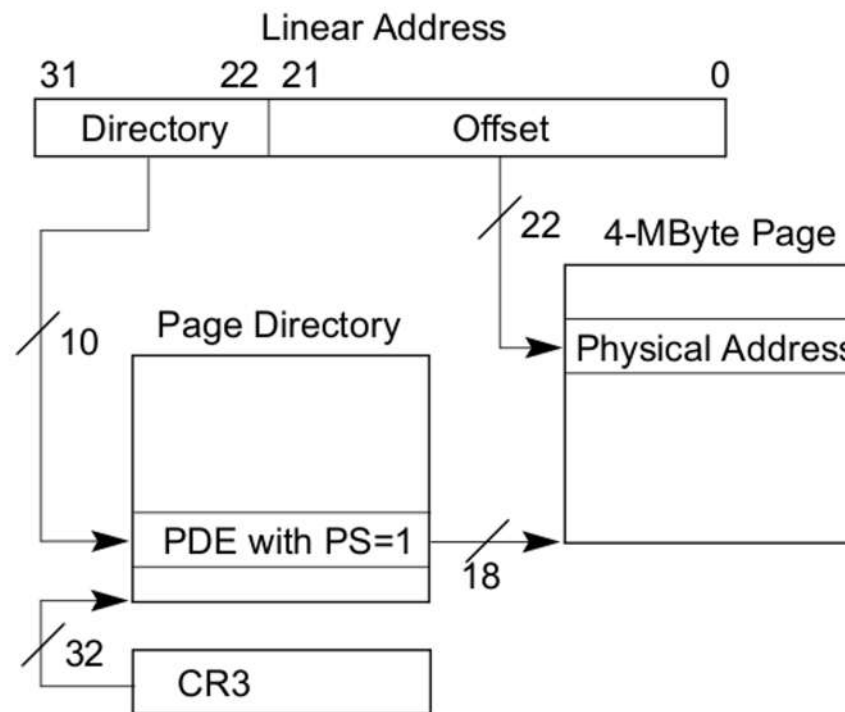 Linear Address
31 22 21 0
Directory Offset
22
4-MByte Page
10
Page Directory
Physical Address
PDE with PS=1
18
32
CR3